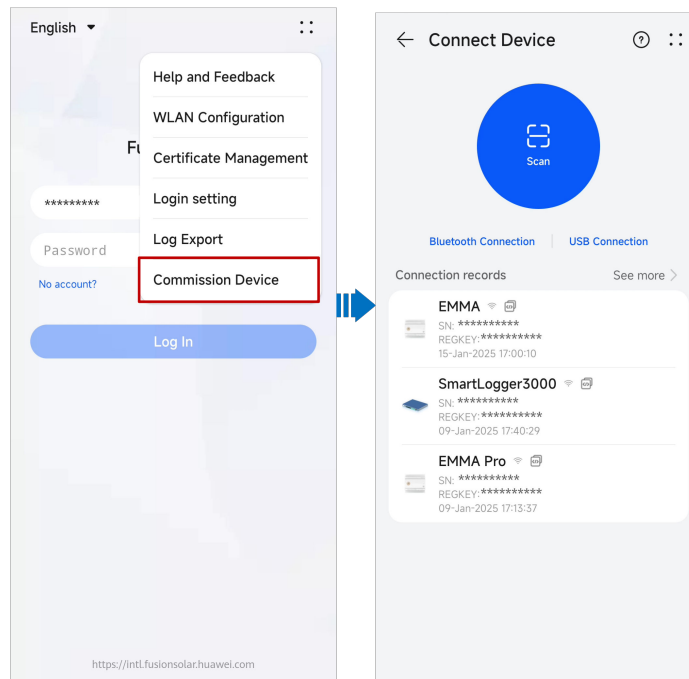 English
Help and Feedback
WLAN Configuration
Certificate Management
Login setting
Log Export
Commission Device
*********
Password
No account?
Log In
https://intl.fusionsolar.huawei.com
Connect Device
?
Scan
Bluetooth Connection
USB Connection
Connection records
See more
EMMA
SN: **********
REGKEY:**********
15-Jan-2025 17:00:10
SmartLogger3000
SN: **********
REGKEY:**********
09-Jan-2025 17:40:29
EMMA Pro
SN: **********
REGKEY:**********
09-Jan-2025 17:13:37